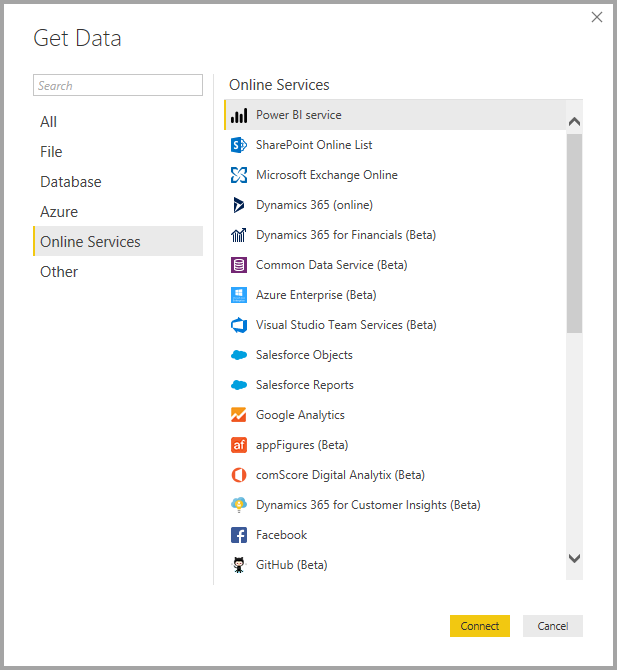 Get Data
Search
All
File
Database
Azure
Online Services
Other
Online Services
Power BI service
SharePoint Online List
Microsoft Exchange Online
Dynamics 365 (online)
Dynamics 365 for Financials (Beta)
Common Data Service (Beta)
Azure Enterprise (Beta)
Visual Studio Team Services (Beta)
Salesforce Objects
Salesforce Reports
Google Analytics
af appFigures (Beta)
comScore Digital Analytix (Beta)
Dynamics 365 for Customer Insights (Beta)
Facebook
GitHub (Beta)
Connect Cancel